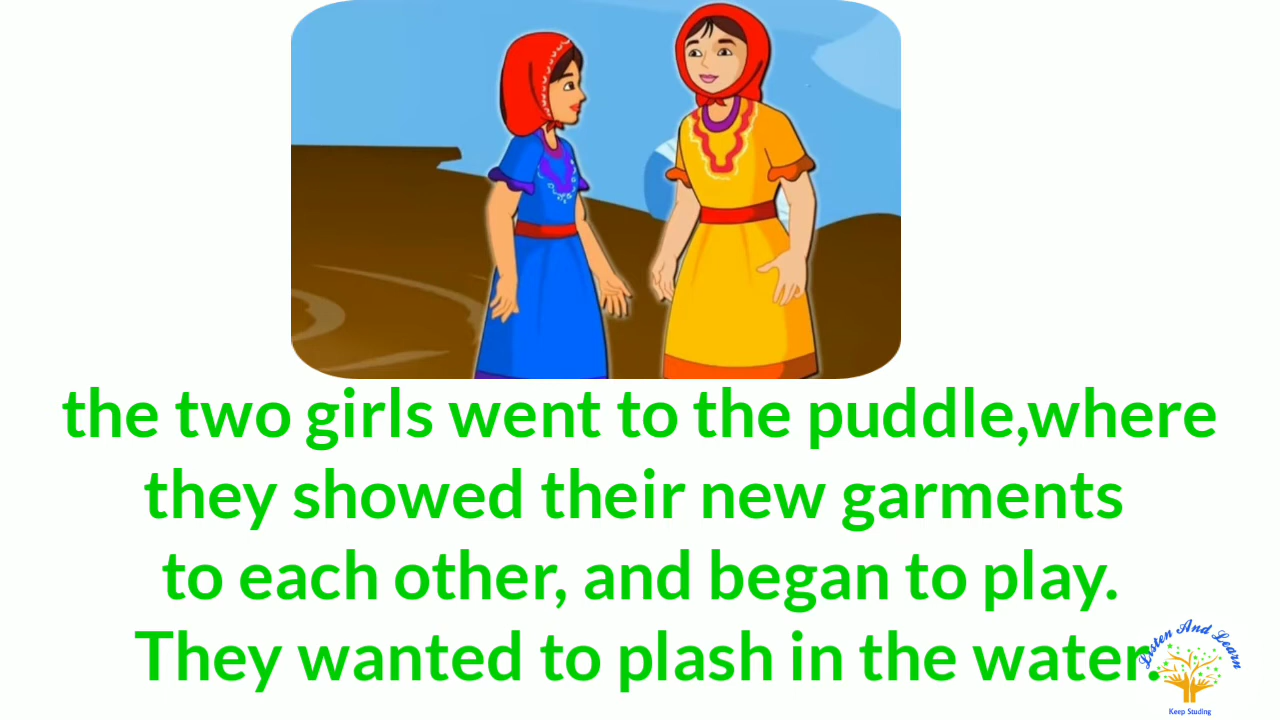 the two girls went to the puddle,where
they showed their new garments
to each other, and began to play.
They wanted to plash in the water.
Listen And Learn
Keep Studing